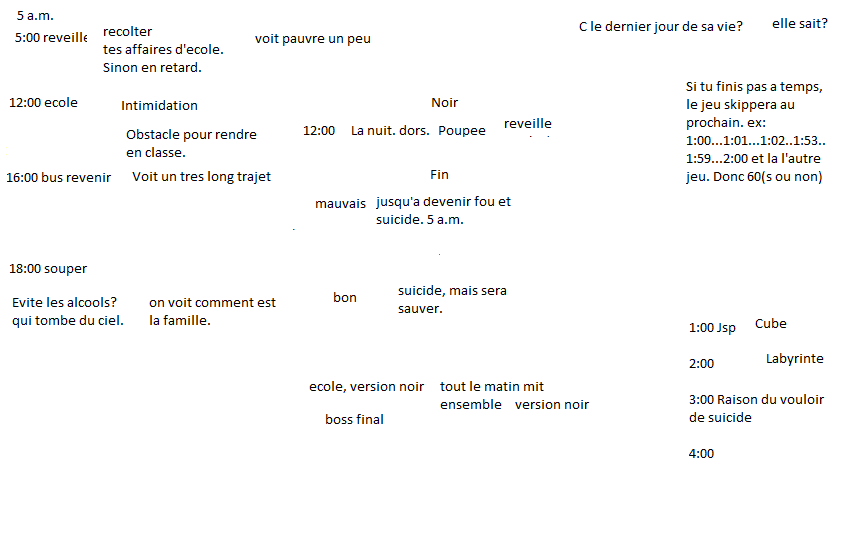 5 a.m.
5:00 reveille
recolter
tes affaires d'ecole.
Sinon en retard.
voit pauvre un peu
C le dernier jour de sa vie?
elle sait?
12:00 ecole
Intimidation
Obstacle pour rendre
en classe.
16:00 bus revenir
Voit un tres long trajet
Noir
12:00
La nuit. dors.
Poupee
reveille
Fin
mauvais
jusqu'a devenir fou et
suicide. 5 a.m.
Si tu finis pas a temps,
le jeu skippera au
prochain. ex:
1:00...1:01...1:02..1:53..
1:59...2:00 et la l'autre
jeu. Donc 60(s ou non)
18:00 souper
Evite les alcools?
qui tombe du ciel.
on voit comment est
la famille.
bon
suicide, mais sera
sauver.
ecole, version noir
tout le matin mit
ensemble
version noir
boss final
1:00 Jsp
Cube
2:00
Labyrinte
3:00 Raison du vouloir
de suicide
4:00